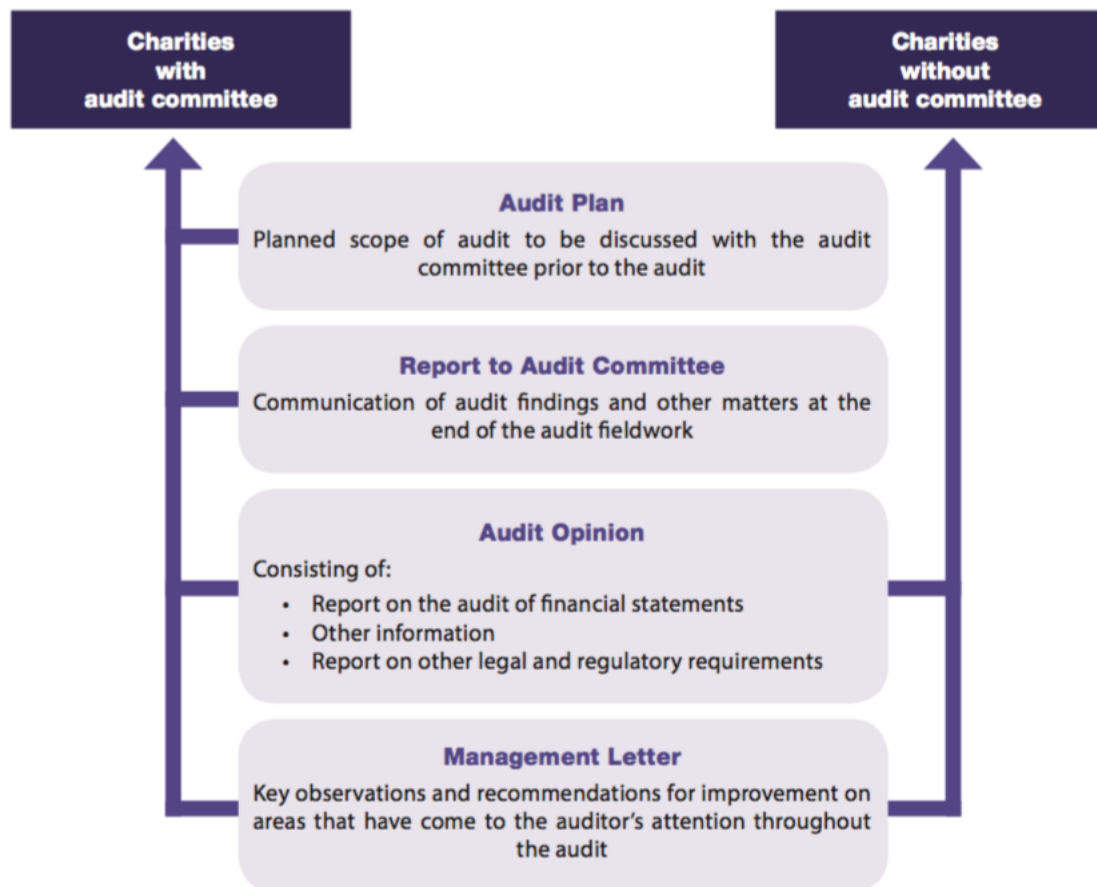 Charities
with
audit committee
Charities
without
audit committee
Audit Plan
Planned scope of audit to be discussed with the audit
committee prior to the audit
Report to Audit Committee
Communication of audit findings and other matters at the
end of the audit fieldwork
Audit Opinion
Consisting of:
• Report on the audit of financial statements
• Other information
• Report on other legal and regulatory requirements
Management Letter
Key observations and recommendations for improvement on
areas that have come to the auditor’s attention throughout
the audit